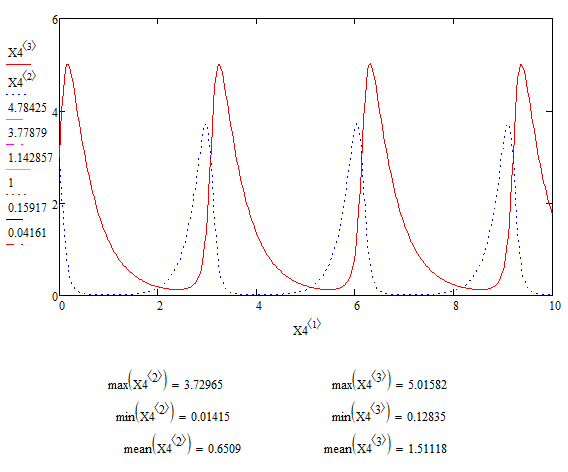 6
X4⟨3⟩
X4⟨2⟩
4.78425
4
3.77879
1.142857
1
2
0.15917
0.04161
0
0 2 4 6 8 10
X4⟨1⟩
max(X4⟨2⟩) = 3.72965 max(X4⟨3⟩) = 5.01582
min(X4⟨2⟩) = 0.01415 min(X4⟨3⟩) = 0.12835
mean(X4⟨2⟩) = 0.6509 mean(X4⟨3⟩) = 1.51118